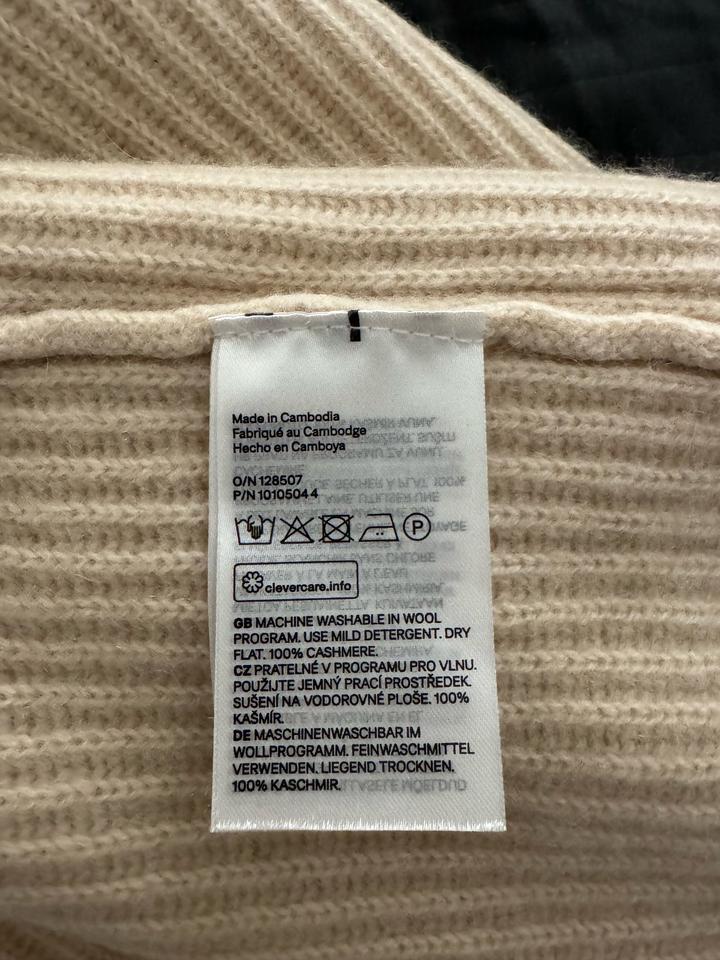 Made in Cambodia
Fabriqué au Cambodge
Hecho en Camboya
O/N 128507
P/N 1010504 4
P
clevercare.info
GB MACHINE WASHABLE IN WOOL
PROGRAM. USE MILD DETERGENT. DRY
FLAT. 100% CASHMERE.
CZ PRATELNÉ V PROGRAMU PRO VLNU.
POUŽIJTE JEMNÝ PRACÍ PROSTŘEDEK.
SUŠENÍ NA VODOROVNÉ PLOŠE. 100%
KAŠMÍR.
DE MASCHINENWASCHBAR IM
WOLLPROGRAMM. FEINWASCHMITTEL
VERWENDEN. LIEGEND TROCKNEN.
100% KASCHMIR.